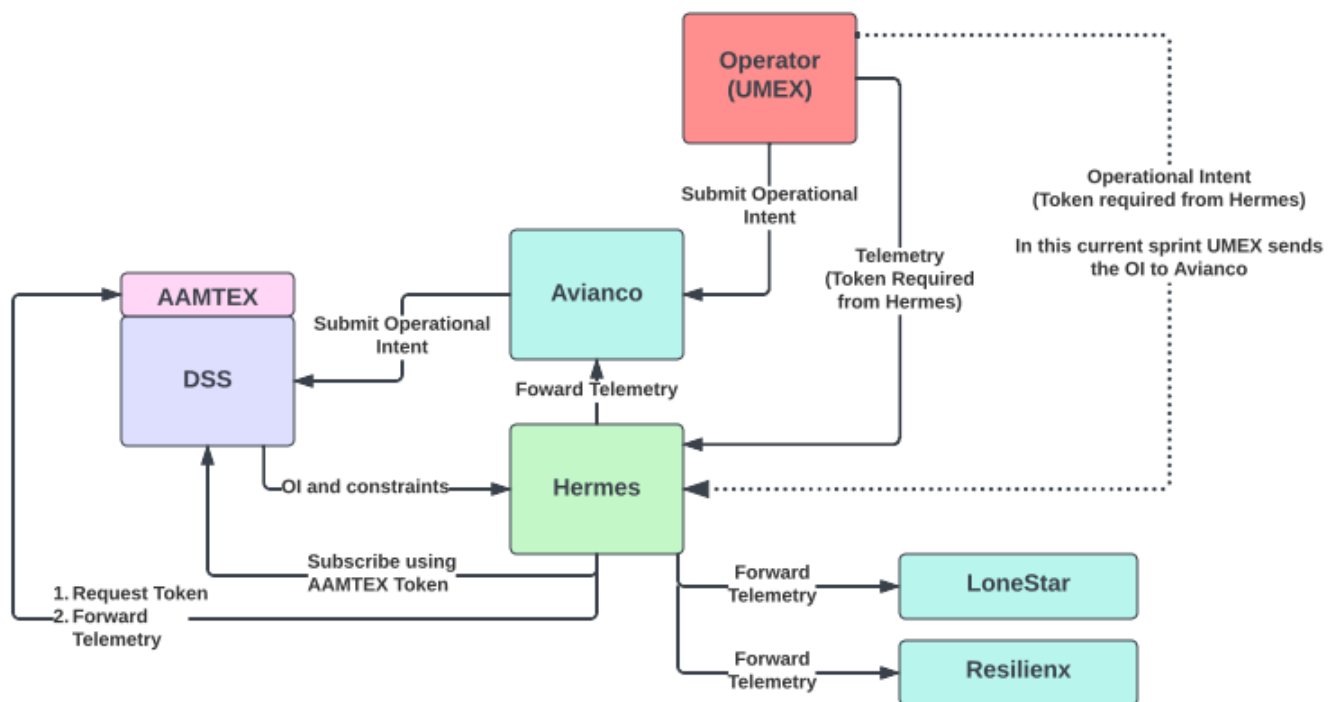 Operator
(UMEX)
Submit Operational
Intent
Operational Intent
(Token required from Hermes)
In this current sprint UMEX sends
the OI to Avianco
Telemetry
(Token Required
from Hermes)
AAMTEX
DSS
Submit Operational
Intent
Avianco
Foward Telemetry
OI and constraints
Hermes
Subscribe using
AAMTEX Token
1. Request Token
2. Forward
Telemetry
Forward
Telemetry
LoneStar
Forward
Telemetry
Resilienx